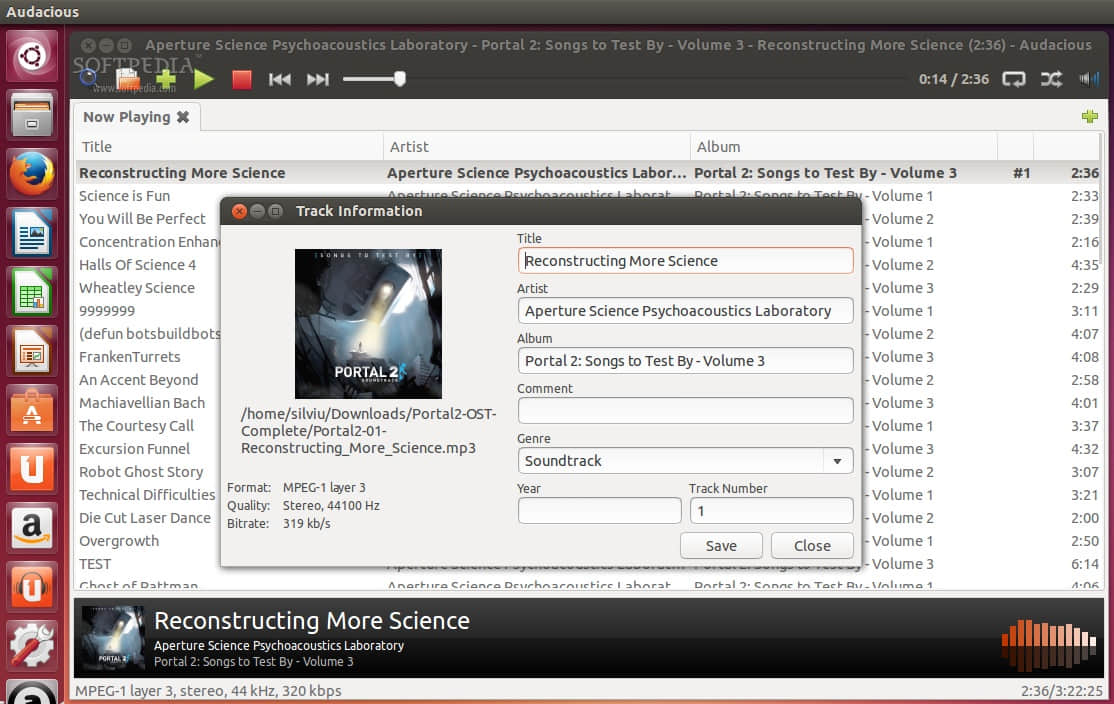 Audacious
Aperture Science Psychoacoustics Laboratory - Portal 2: Songs to Test By - Volume 3 - Reconstructing More Science (2:36) - Audacious
SOFTPEDIA
www.softpedia.com
0:14 / 2:36
Now Playing
Title Artist Album
Reconstructing More Science Aperture Science Psychoacoustics Labor... Portal 2: Songs to Test By - Volume 3 #1 2:36
Science is Fun Aperture Science Psychoacoustics Laborat... Portal 2: Songs to Test By - Volume 1 2:33
You Will Be Perfect - Volume 2 2:39
Concentration Enhan - Volume 1 2:16
Halls Of Science 4 - Volume 2 4:35
Wheatley Science - Volume 3 2:29
9999999 - Volume 1 3:11
(defun botsbuildbots - Volume 2 4:07
FrankenTurrets - Volume 3 4:08
An Accent Beyond - Volume 2 2:58
Machiavellian Bach - Volume 3 4:01
The Courtesy Call - Volume 1 3:37
Excursion Funnel - Volume 3 4:32
Robot Ghost Story - Volume 2 3:07
Technical Difficulties - Volume 1 3:21
Die Cut Laser Dance - Volume 2 2:00
Overgrowth - Volume 1 2:50
TEST Aperture Science Psychoacoustics Laborat... Portal 2: Songs to Test By - Volume 3 6:14
Ghost of Rattman Aperture Science Psychoacoustics Laborat... Portal 2: Songs to Test By - Volume 1 4:06
Track Information
[SONGS TO TEST BY]
PORTAL 2
SOUNDTRACK
/home/silviu/Downloads/Portal2-OST-
Complete/Portal2-01-
Reconstructing_More_Science.mp3
Format: MPEG-1 layer 3
Quality: Stereo, 44100 Hz
Bitrate: 319 kb/s
Title
Reconstructing More Science
Artist
Aperture Science Psychoacoustics Laboratory
Album
Portal 2: Songs to Test By - Volume 3
Comment
Genre
Soundtrack
Year Track Number
1
Save Close
PORTAL 2
Reconstructing More Science
Aperture Science Psychoacoustics Laboratory
Portal 2: Songs to Test By - Volume 3
MPEG-1 layer 3, stereo, 44 kHz, 320 kbps 2:36/3:22:25